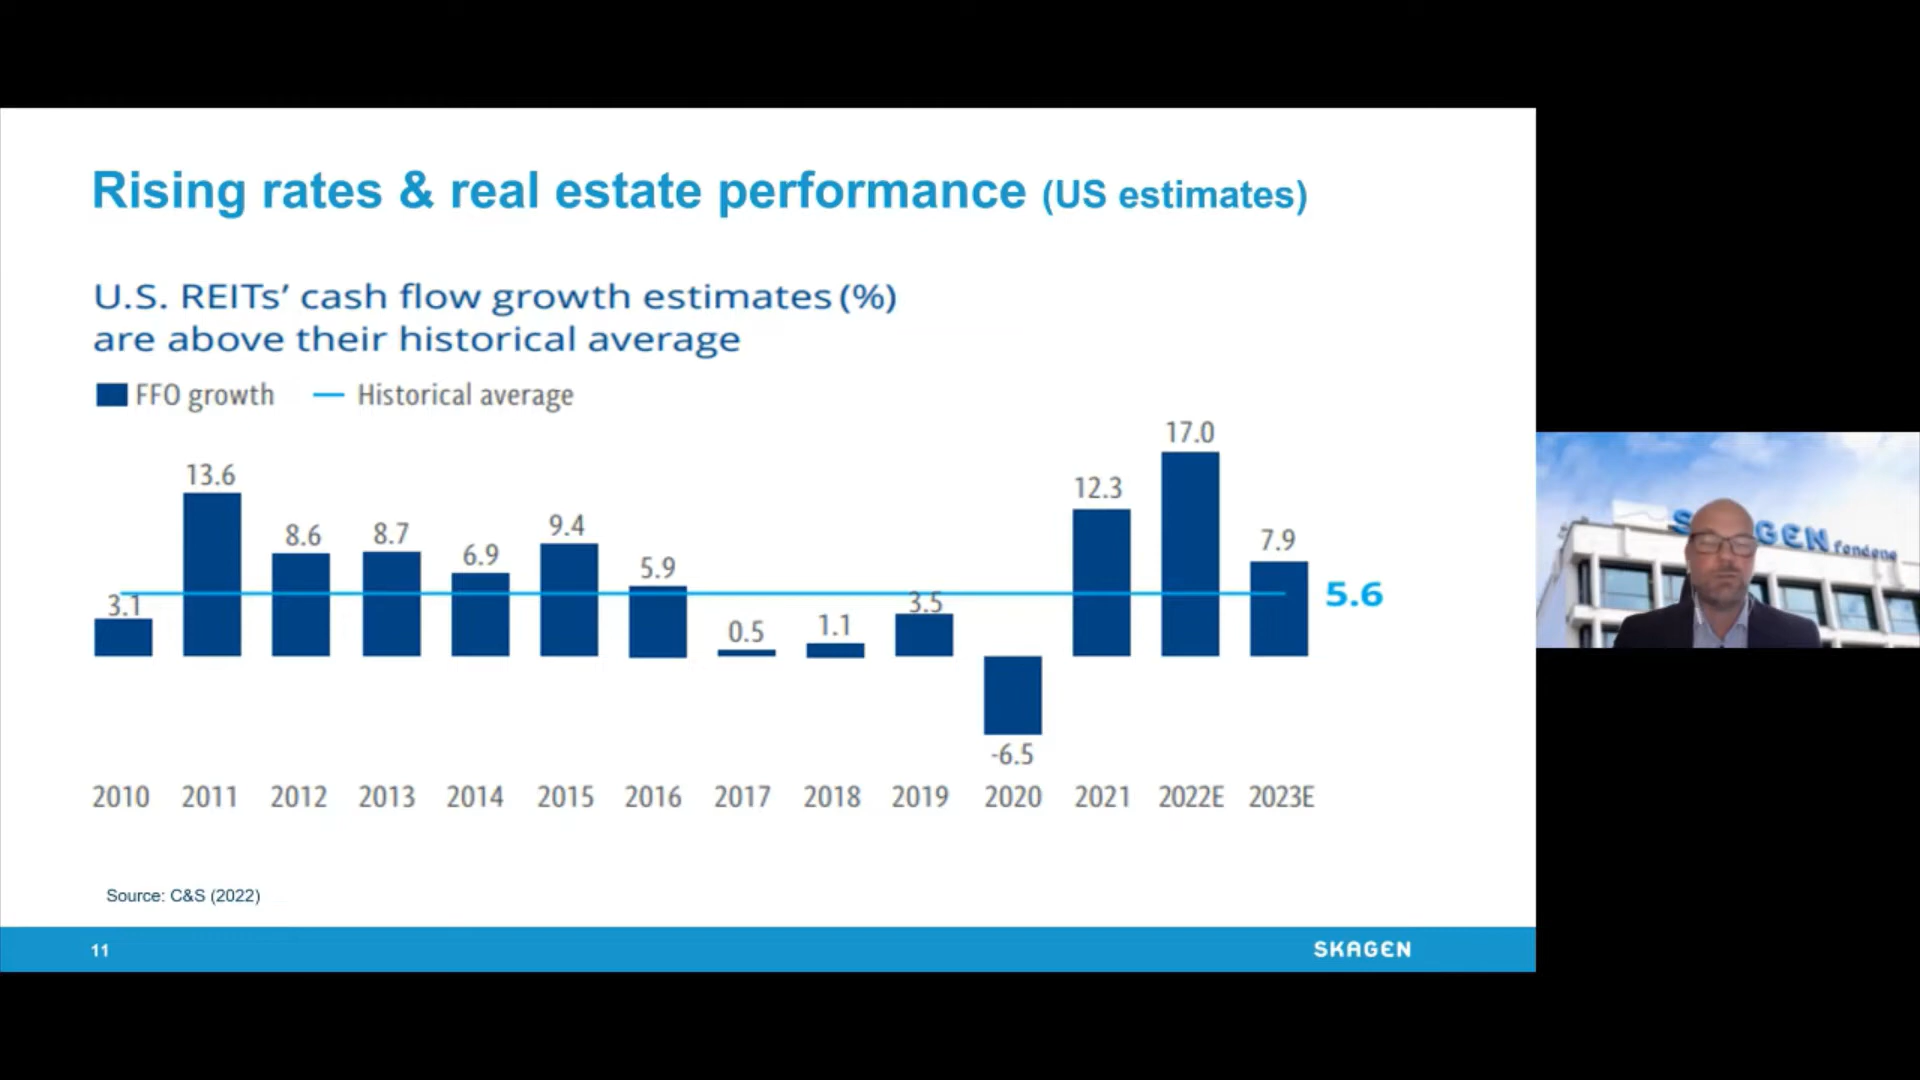 Rising rates & real estate performance (US estimates)
U.S. REITs’ cash flow growth estimates (%)
are above their historical average
FFO growth Historical average
3.1 13.6 8.6 8.7 6.9 9.4 5.9 0.5 1.1 3.5 -6.5 12.3 17.0 7.9 5.6
2010 2011 2012 2013 2014 2015 2016 2017 2018 2019 2020 2021 2022E 2023E
Source: C&S (2022)
11 SKAGEN
GEN fondene